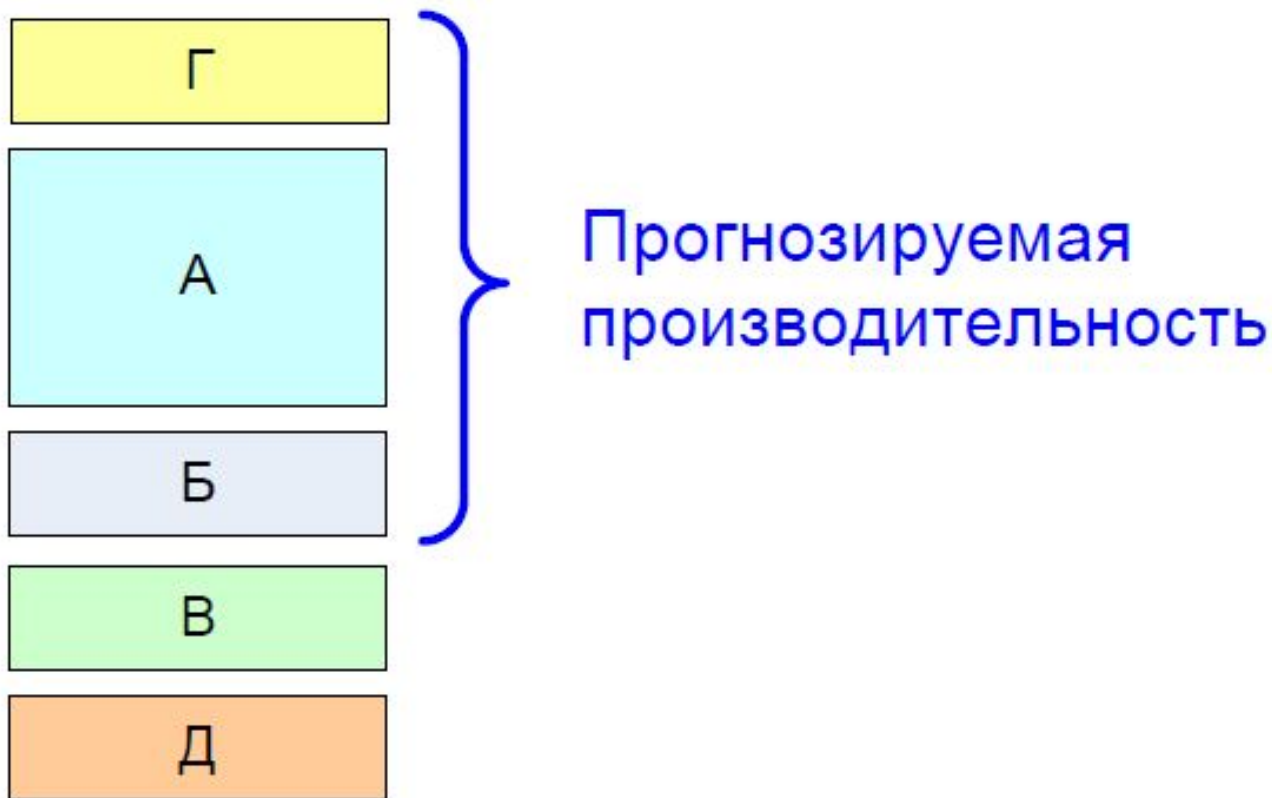 Г
А
Б
В
Д
Прогнозируемая
производительность